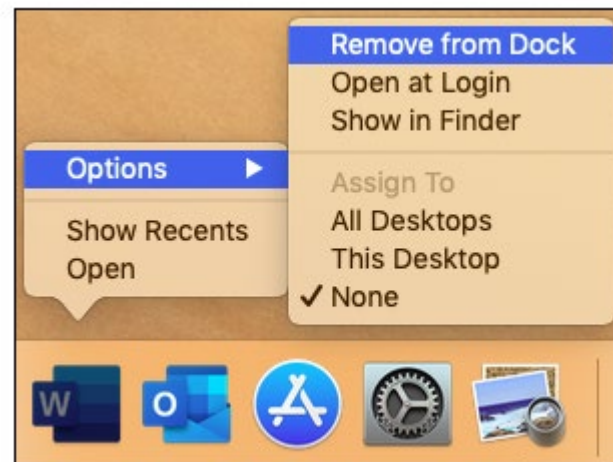 Options
Show Recents
Open
Remove from Dock
Open at Login
Show in Finder
Assign To
All Desktops
This Desktop
✓ None
W
O